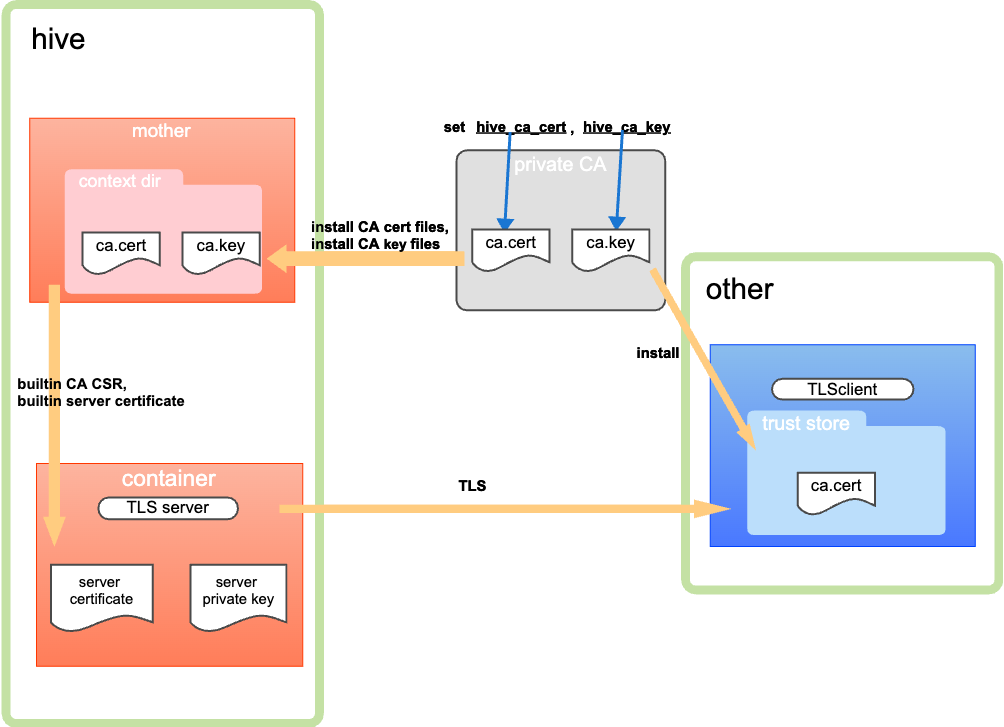 hive
mother
context dir
ca.cert
ca.key
set hive_ca_cert , hive_ca_key
private CA
install CA cert files,
install CA key files
ca.cert
ca.key
other
install
TLSclient
trust store
ca.cert
builtin CA CSR,
builtin server certificate
container
TLS server
TLS
server
certificate
server
private key